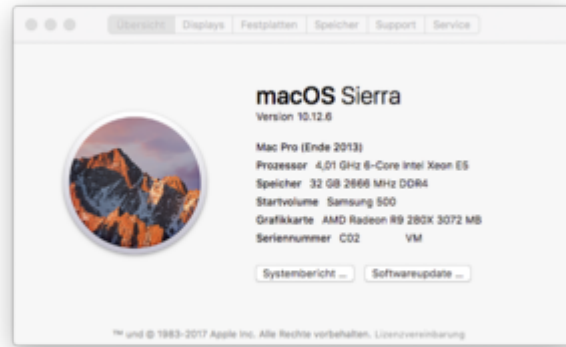 Übersicht Displays Festplatten Speicher Support Service
macOS Sierra
Version 10.12.6
Mac Pro (Ende 2013)
Prozessor 4,01 GHz 6-Core Intel Xeon E5
Speicher 32 GB 2666 MHz DDR4
Startvolume Samsung 500
Grafikkarte AMD Radeon R9 280X 3072 MB
Seriennummer C02 VM
Systembericht ... Softwareupdate ...
™ und © 1983-2017 Apple Inc. Alle Rechte vorbehalten. Lizenzvereinbarung